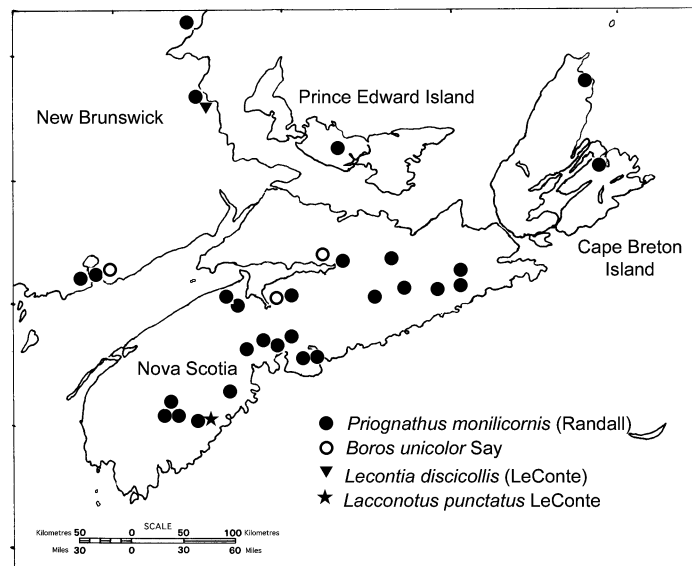 New Brunswick
Prince Edward Island
Cape Breton
Island
Nova Scotia
Priognathus monilicornis (Randall)
Boros unicolor Say
Lecontia discicollis (LeConte)
Lacconotus punctatus LeConte
SCALE
Kilometres 50 0 50 100 Kilometres
Miles 30 0 30 60 Miles